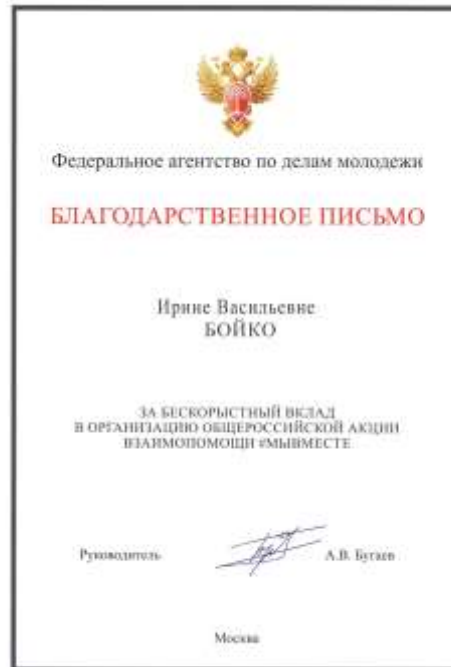 Федеральное агентство по делам молодежи
БЛАГОДАРСТВЕННОЕ ПИСЬМО
Ирине Васильевне
БОЙКО
ЗА БЕСКОРЫСТНЫЙ ВКЛАД
В ОРГАНИЗАЦИЮ ОБЩЕРОССИЙСКОЙ АКЦИИ
ВЗАИМОПОМОЩИ #МЫВМЕСТЕ
Руководитель А.В. Бугаев
Москва